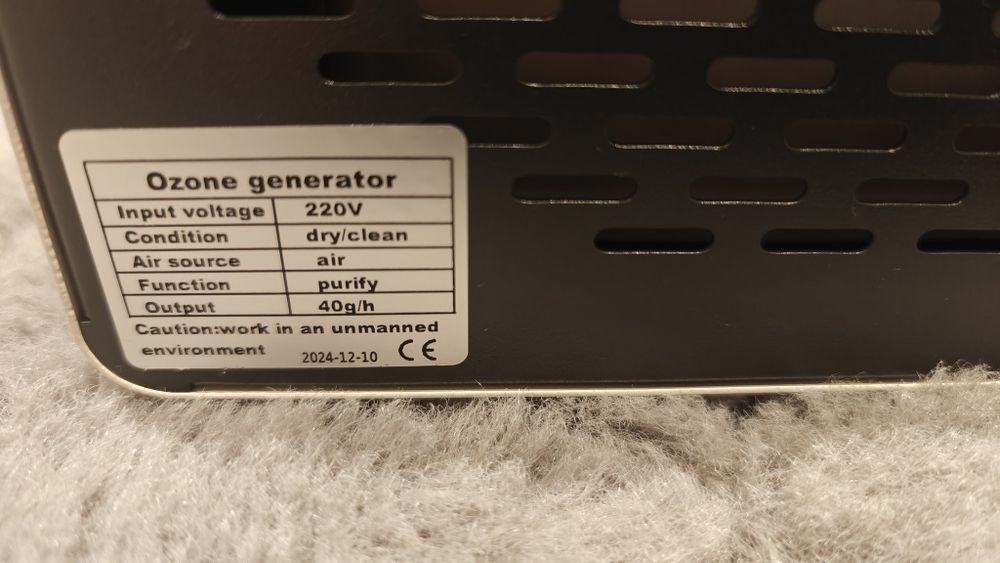 Ozone generator
Input voltage 220V
Condition dry/clean
Air source air
Function purify
Output 40g/h
Caution:work in an unmanned
environment 2024-12-10 CE